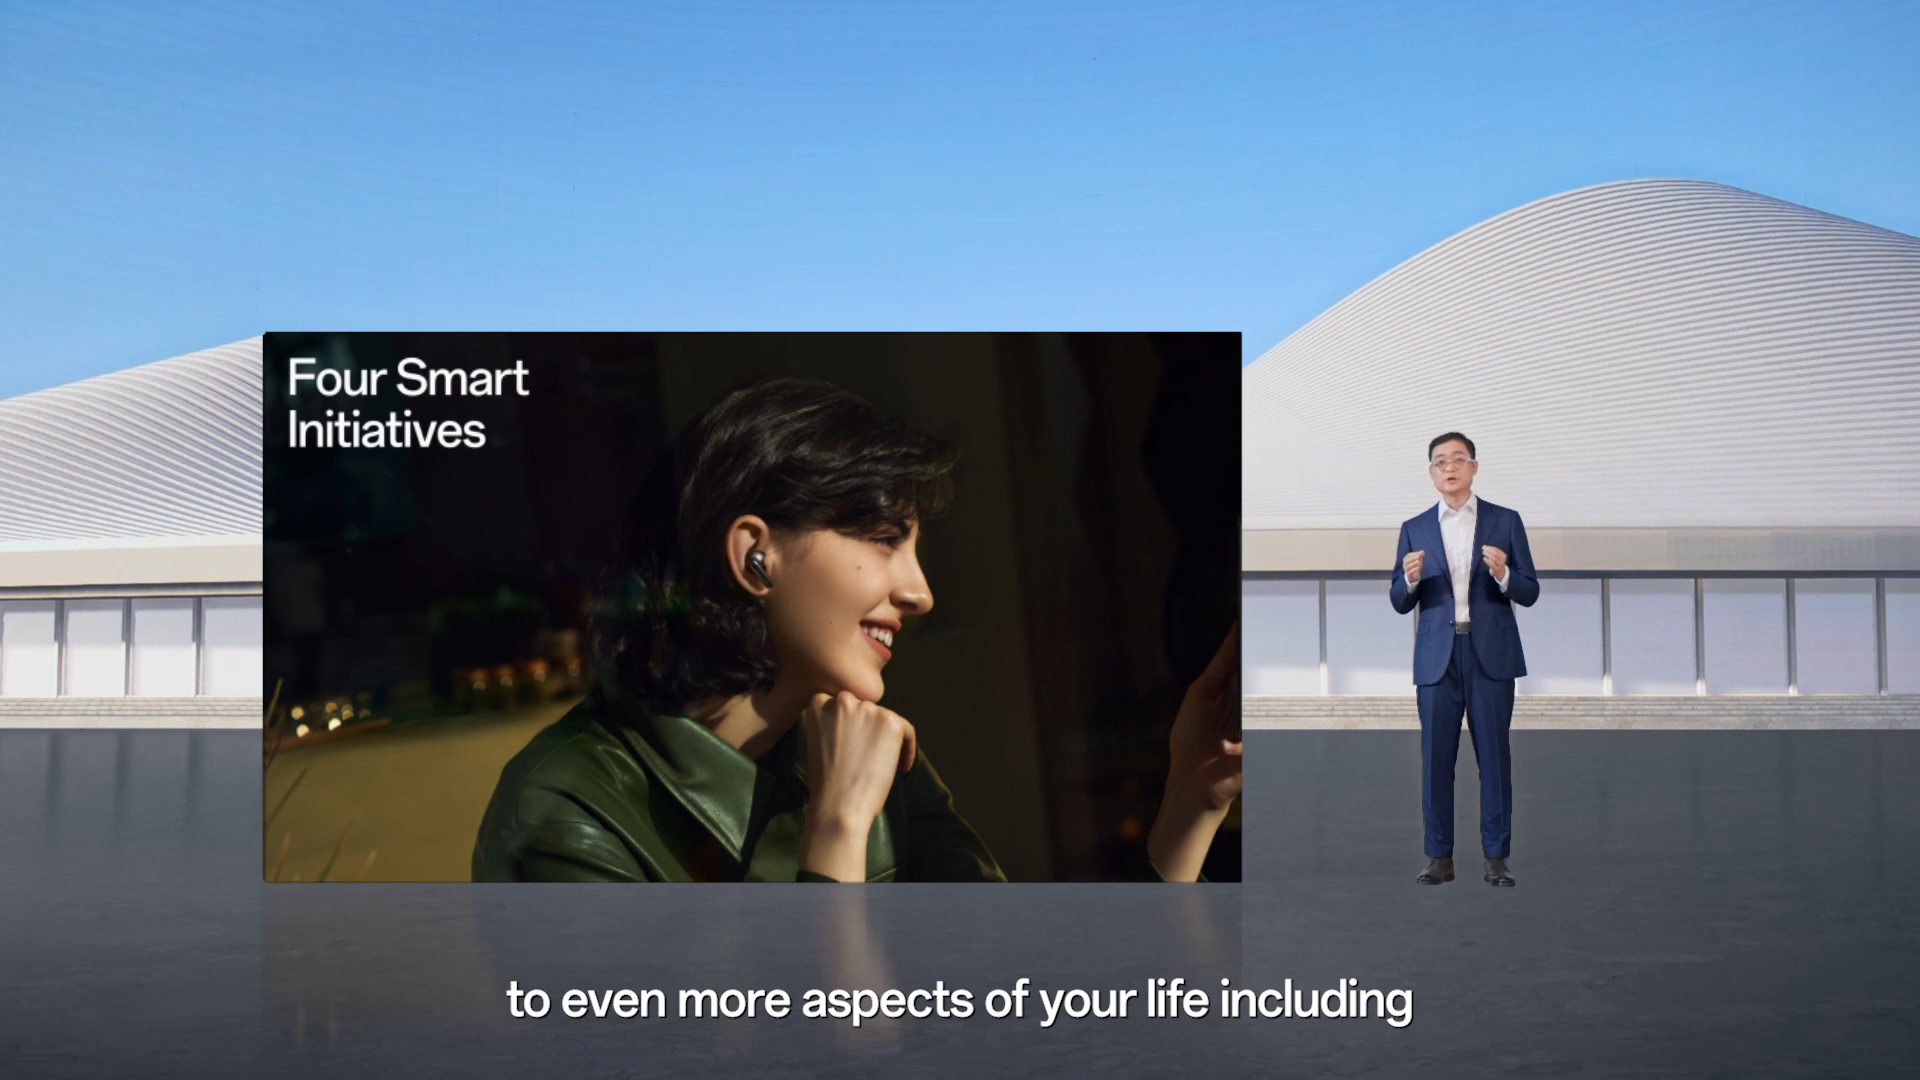 Four Smart
Initiatives
to even more aspects of your life including